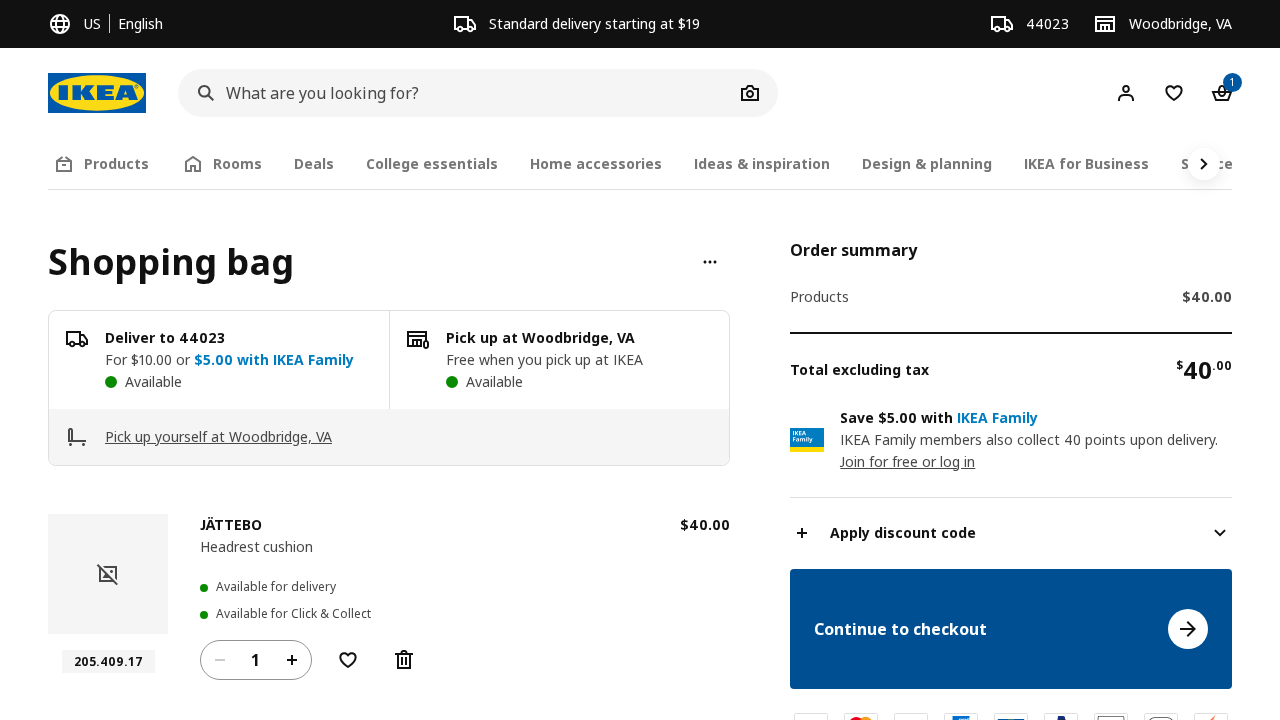 US English
Standard delivery starting at $19
44023
Woodbridge, VA
IKEA
What are you looking for?
1
Products
Rooms
Deals
College essentials
Home accessories
Ideas & inspiration
Design & planning
IKEA for Business
Shopping bag
Deliver to 44023
For $10.00 or $5.00 with IKEA Family
Available
Pick up at Woodbridge, VA
Free when you pick up at IKEA
Available
Pick up yourself at Woodbridge, VA
JÄTTEBO
$40.00
Headrest cushion
Available for delivery
Available for Click & Collect
205.409.17
1
Order summary
Products
$40.00
Total excluding tax
$40.00
IKEA
Family
Save $5.00 with IKEA Family
IKEA Family members also collect 40 points upon delivery.
Join for free or log in
Apply discount code
Continue to checkout